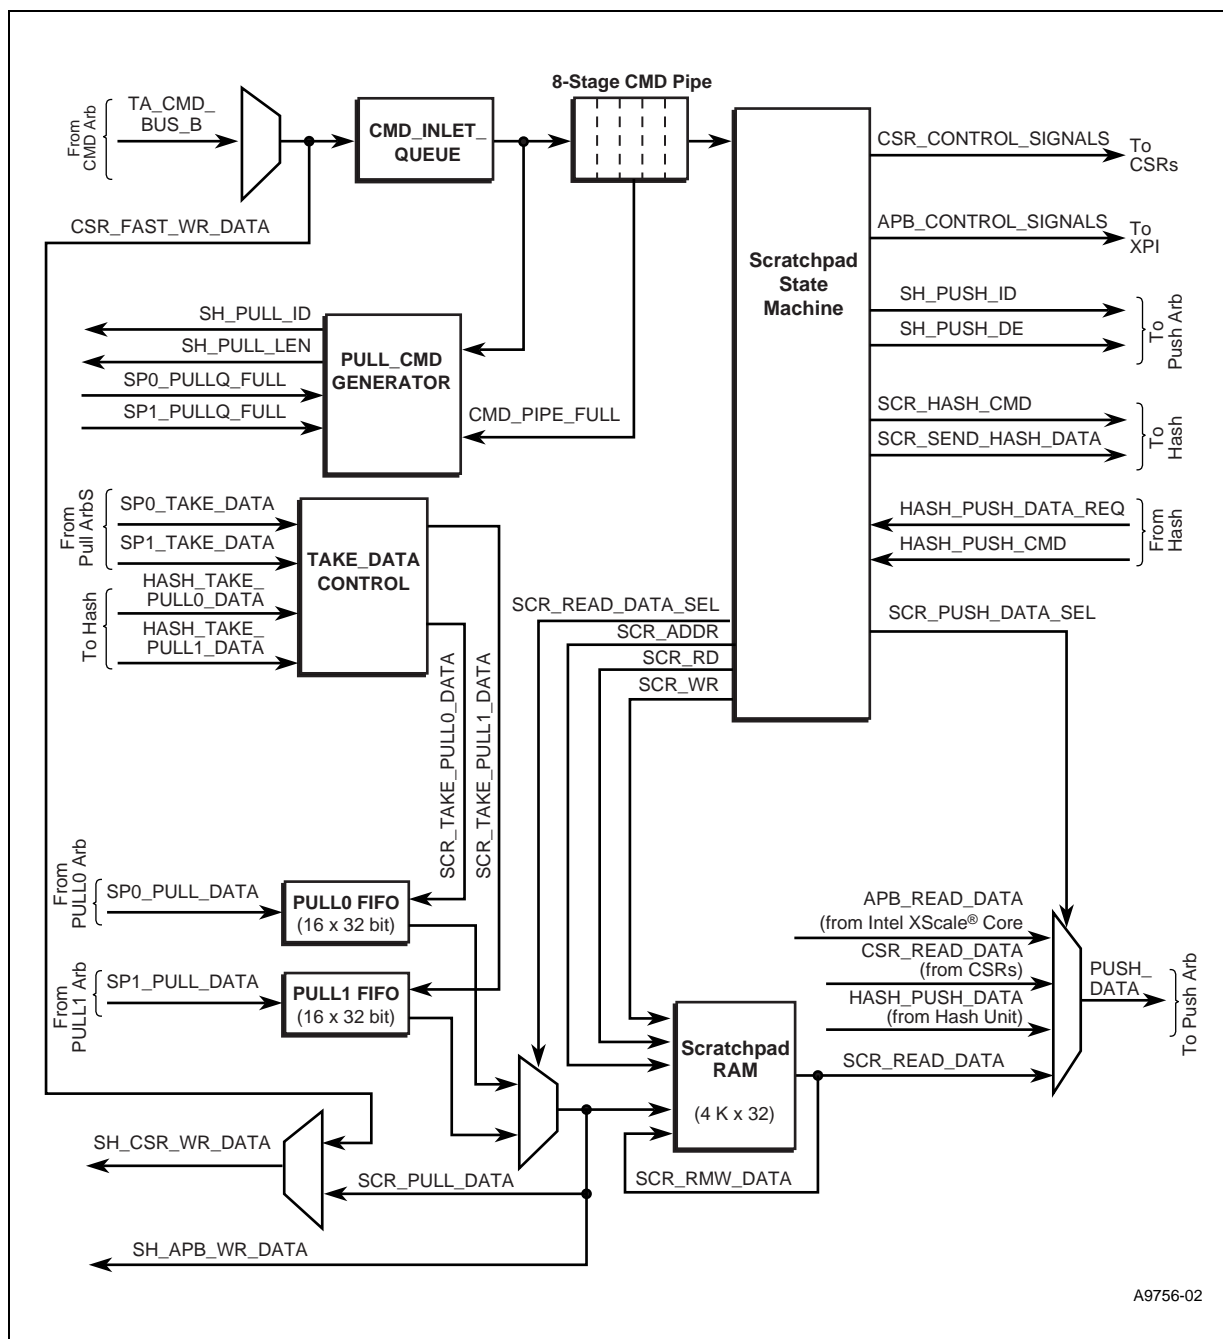 8-Stage CMD Pipe
From
CMD Arb
TA_CMD_
BUS_B
CMD_INLET_
QUEUE
CSR_CONTROL_SIGNALS
To
CSRs
CSR_FAST_WR_DATA
APB_CONTROL_SIGNALS
To
XPI
Scratchpad
State
Machine
SH_PULL_ID
SH_PULL_LEN
SP0_PULLQ_FULL
SP1_PULLQ_FULL
PULL_CMD
GENERATOR
CMD_PIPE_FULL
SH_PUSH_ID
SH_PUSH_DE
To
Push Arb
SCR_HASH_CMD
SCR_SEND_HASH_DATA
To
Hash
HASH_PUSH_DATA_REQ
HASH_PUSH_CMD
From
Hash
From
Pull ArbS
SP0_TAKE_DATA
SP1_TAKE_DATA
To Hash
HASH_TAKE_
PULL0_DATA
HASH_TAKE_
PULL1_DATA
TAKE_DATA
CONTROL
SCR_READ_DATA_SEL
SCR_ADDR
SCR_RD
SCR_WR
SCR_PUSH_DATA_SEL
SCR_TAKE_PULL0_DATA
SCR_TAKE_PULL1_DATA
From
PULL0 Arb
SP0_PULL_DATA
PULL0 FIFO
(16 x 32 bit)
From
PULL1 Arb
SP1_PULL_DATA
PULL1 FIFO
(16 x 32 bit)
APB_READ_DATA
(from Intel XScale® Core
CSR_READ_DATA
(from CSRs)
HASH_PUSH_DATA
(from Hash Unit)
SCR_READ_DATA
PUSH_
DATA
To Push Arb
Scratchpad
RAM
(4 K x 32)
SH_CSR_WR_DATA
SCR_PULL_DATA
SCR_RMW_DATA
SH_APB_WR_DATA
A9756-02